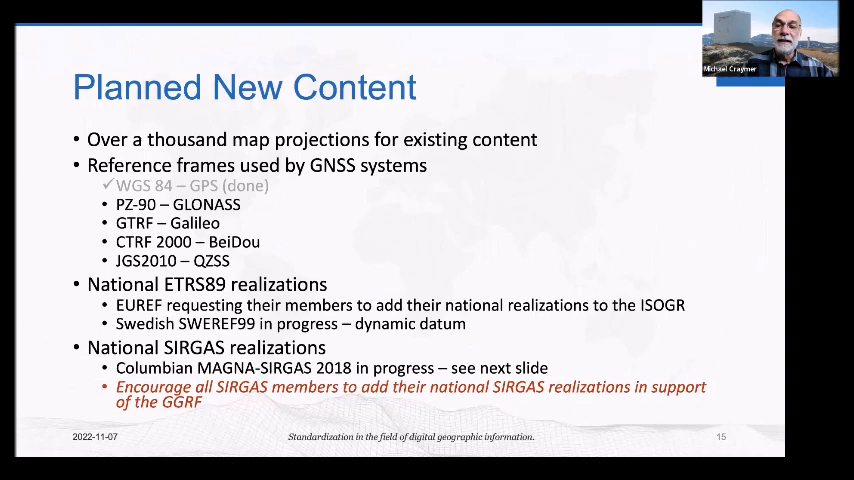 Michael Craymer
Planned New Content
• Over a thousand map projections for existing content
• Reference frames used by GNSS systems
✓WGS 84 – GPS (done)
• PZ-90 – GLONASS
• GTRF – Galileo
• CTRF 2000 – BeiDou
• JGS2010 – QZSS
• National ETRS89 realizations
• EUREF requesting their members to add their national realizations to the ISOGR
• Swedish SWEREF99 in progress – dynamic datum
• National SIRGAS realizations
• Columbian MAGNA-SIRGAS 2018 in progress – see next slide
• Encourage all SIRGAS members to add their national SIRGAS realizations in support
of the GGRF
2022-11-07
Standardization in the field of digital geographic information.
15